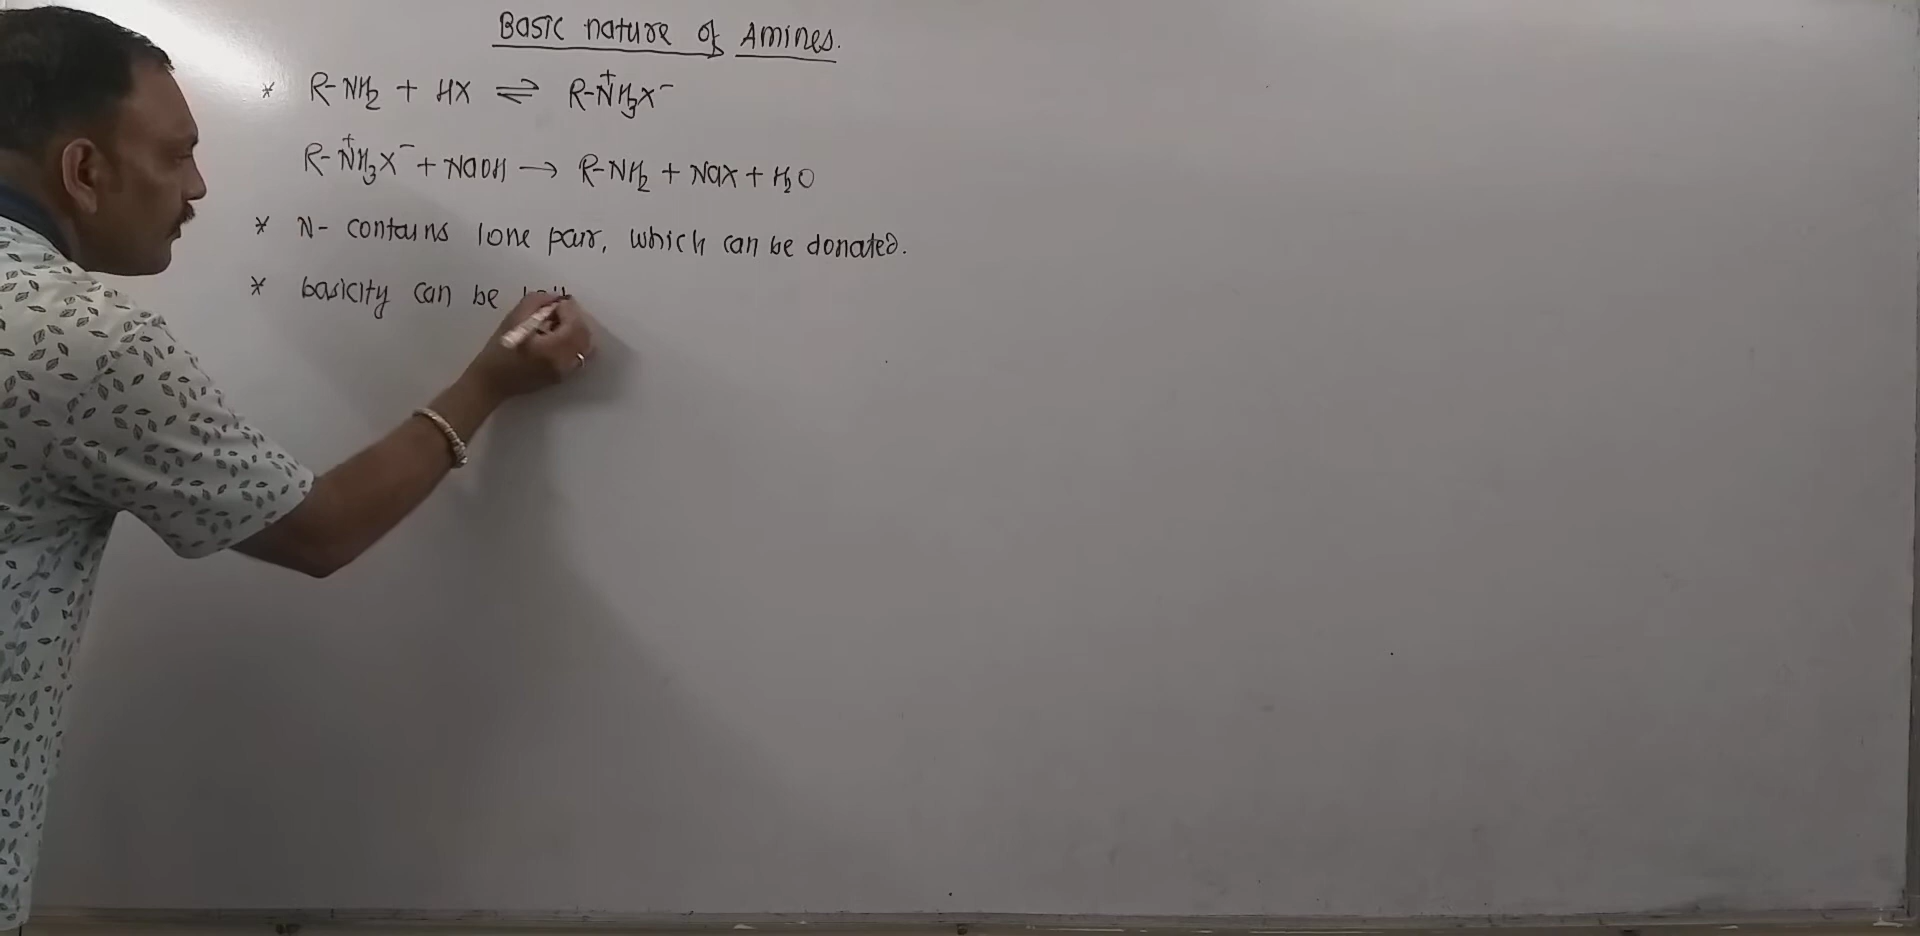 Basic nature of Amines.
* R-NH₂ + HX ⇌ R-N⁺H₃X⁻
R-N⁺H₃X⁻ + NaOH → R-NH₂ + NaX + H₂O
* N- contains lone pair, which can be donated.
* basicity can be